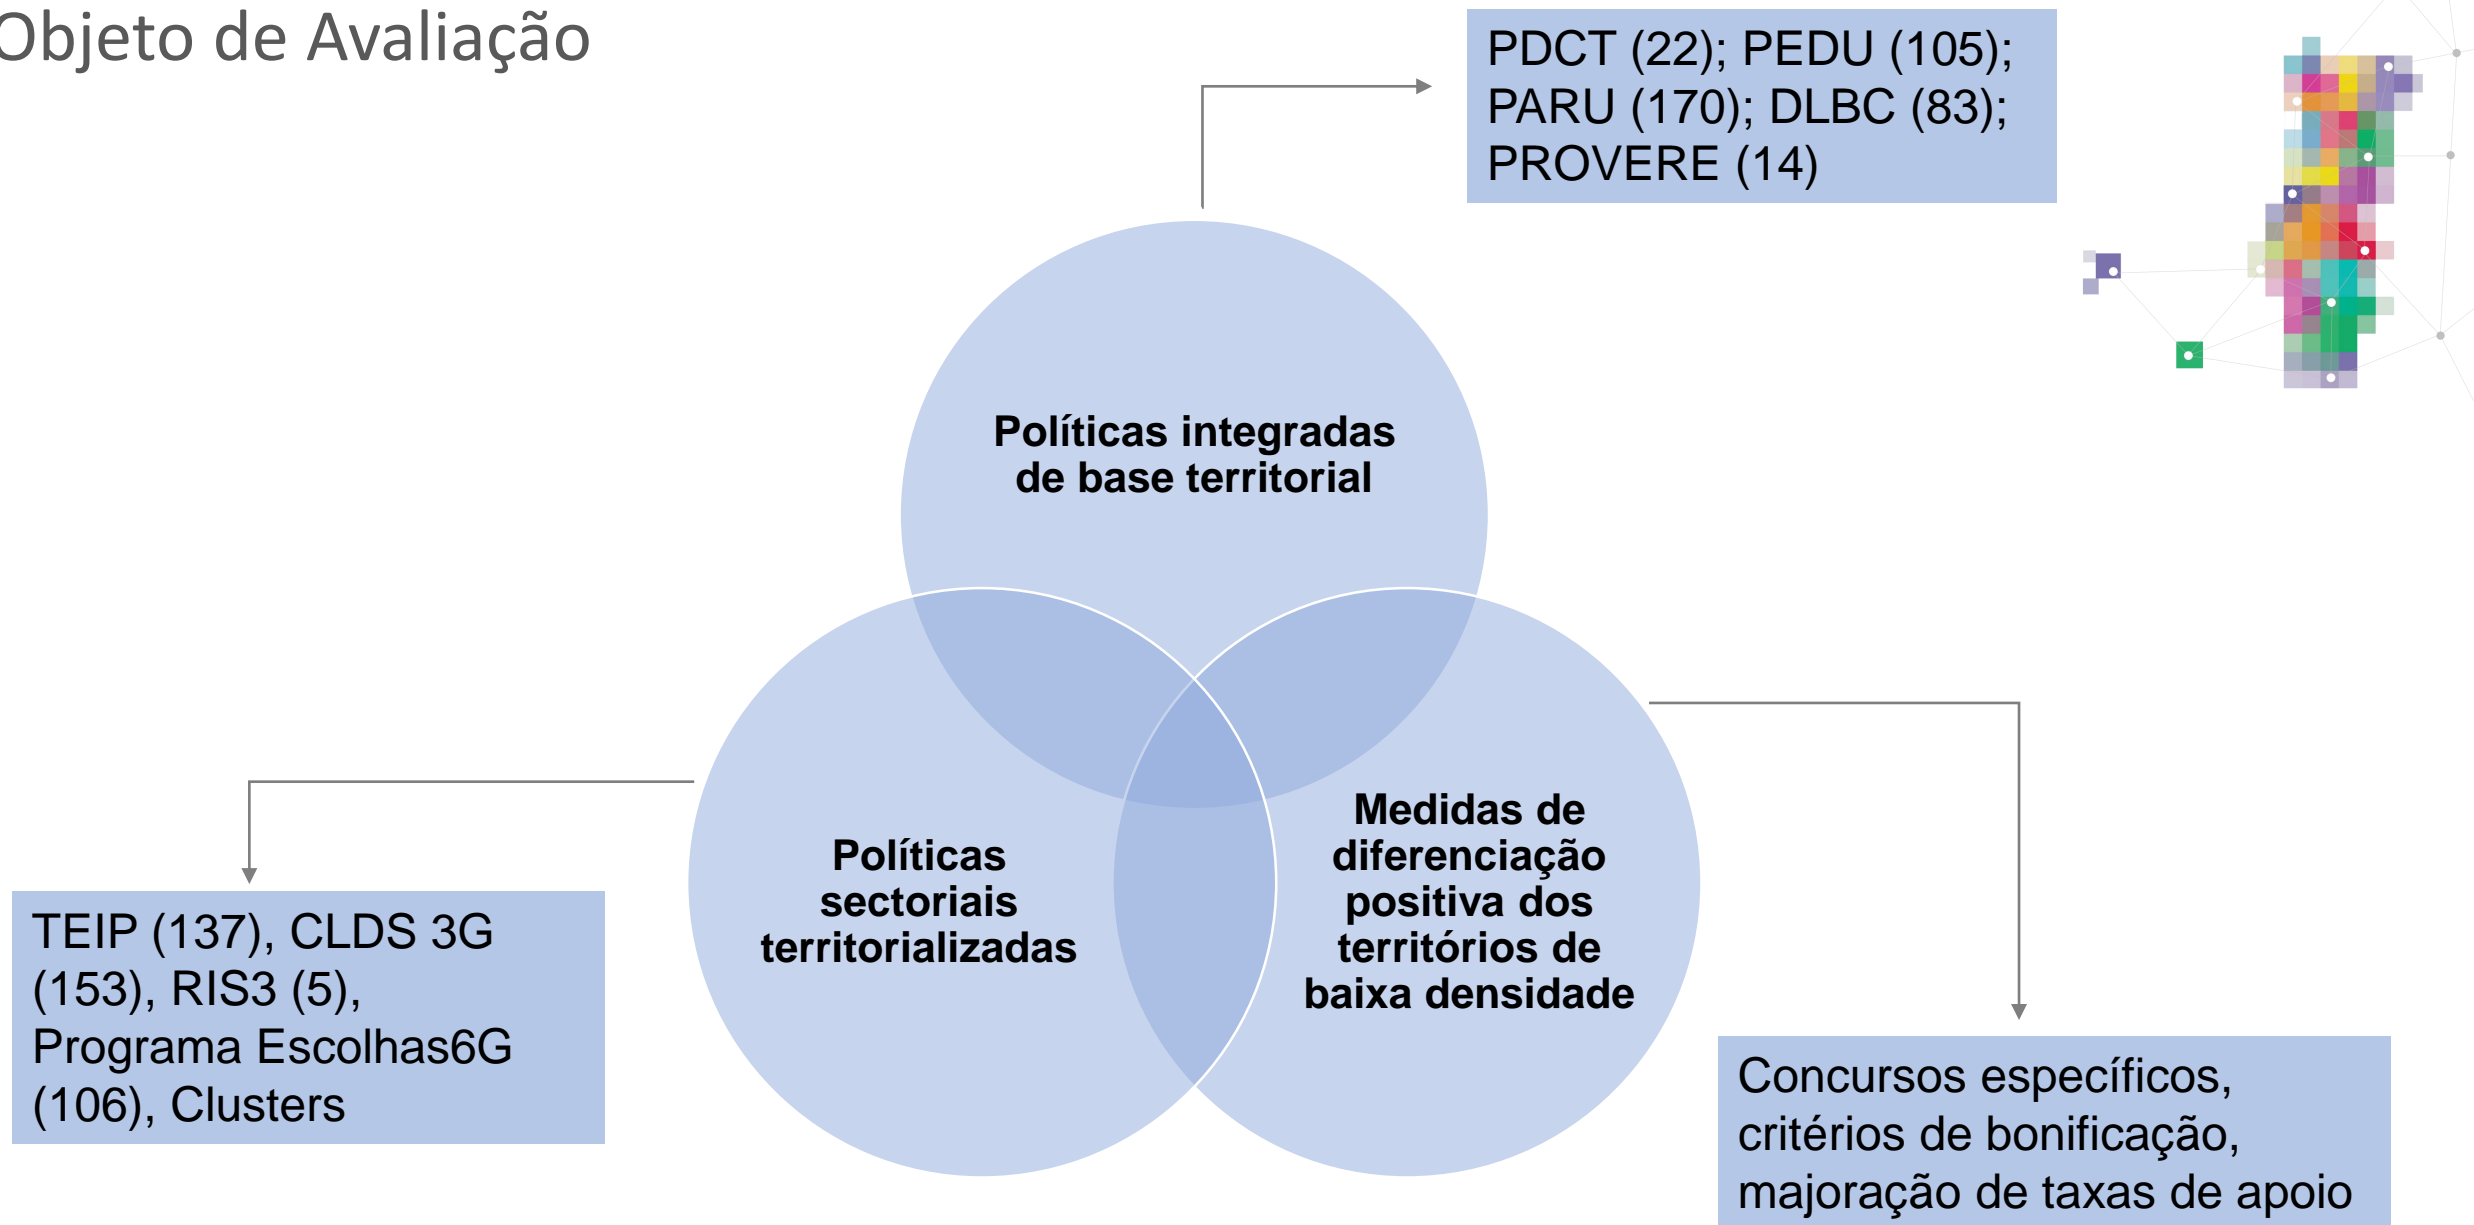 Objeto de Avaliação
PDCT (22); PEDU (105);
PARU (170); DLBC (83);
PROVERE (14)
Políticas integradas
de base territorial
Políticas
sectoriais
territorializadas
Medidas de
diferenciação
positiva dos
territórios de
baixa densidade
TEIP (137), CLDS 3G
(153), RIS3 (5),
Programa Escolhas6G
(106), Clusters
Concursos específicos,
critérios de bonificação,
majoração de taxas de apoio